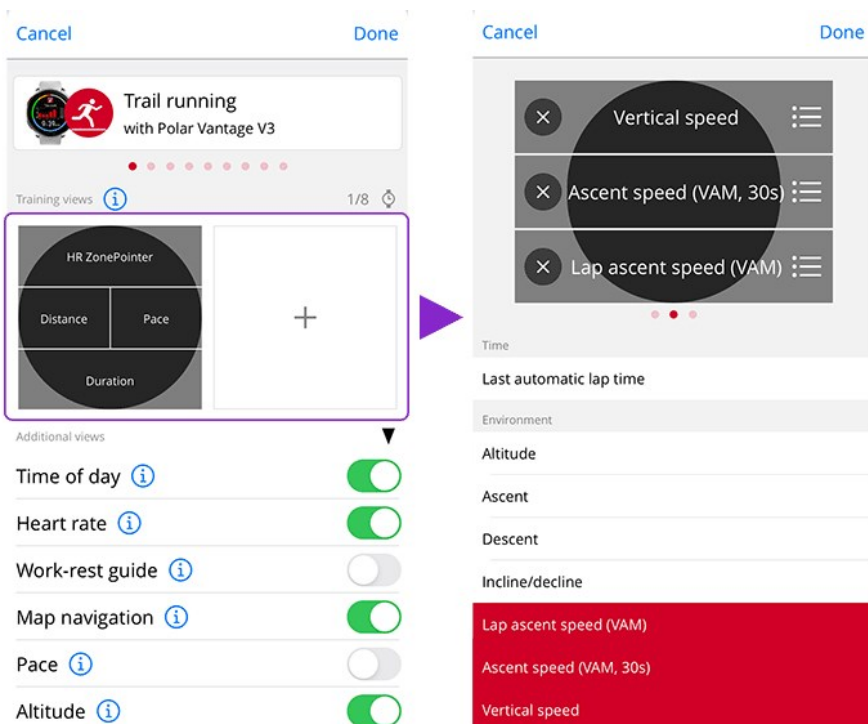 Cancel
Done
Trail running
with Polar Vantage V3
Training views
1/8
HR ZonePointer
Distance
Pace
Duration
Additional views
Time of day
Heart rate
Work-rest guide
Map navigation
Pace
Altitude
Cancel
Done
Vertical speed
Ascent speed (VAM, 30s)
Lap ascent speed (VAM)
Time
Last automatic lap time
Environment
Altitude
Ascent
Descent
Incline/decline
Lap ascent speed (VAM)
Ascent speed (VAM, 30s)
Vertical speed